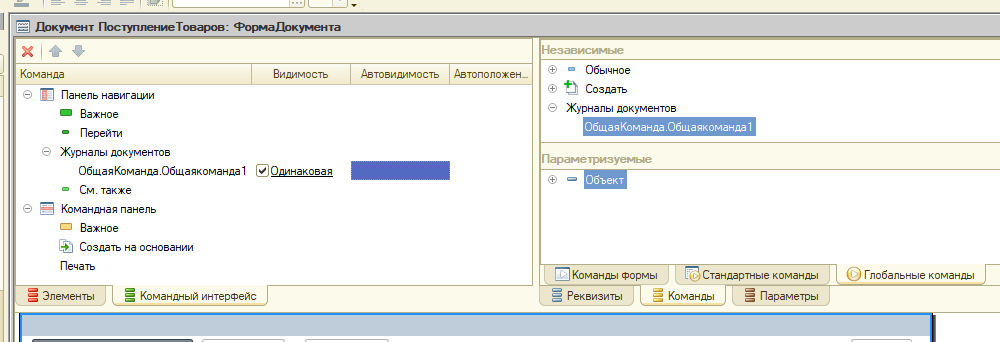 Документ ПоступлениеТоваров: ФормаДокумента
Команда Видимость Автовидимость Автоположен...
Панель навигации
Важное
Перейти
Журналы документов
ОбщаяКоманда.Общаякоманда1 Одинаковая
См. также
Командная панель
Важное
Создать на основании
Печать
Элементы Командный интерфейс
Независимые
Обычное
Создать
Журналы документов
ОбщаяКоманда.Общаякоманда1
Параметризуемые
Объект
Команды формы Стандартные команды Глобальные команды
Реквизиты Команды Параметры